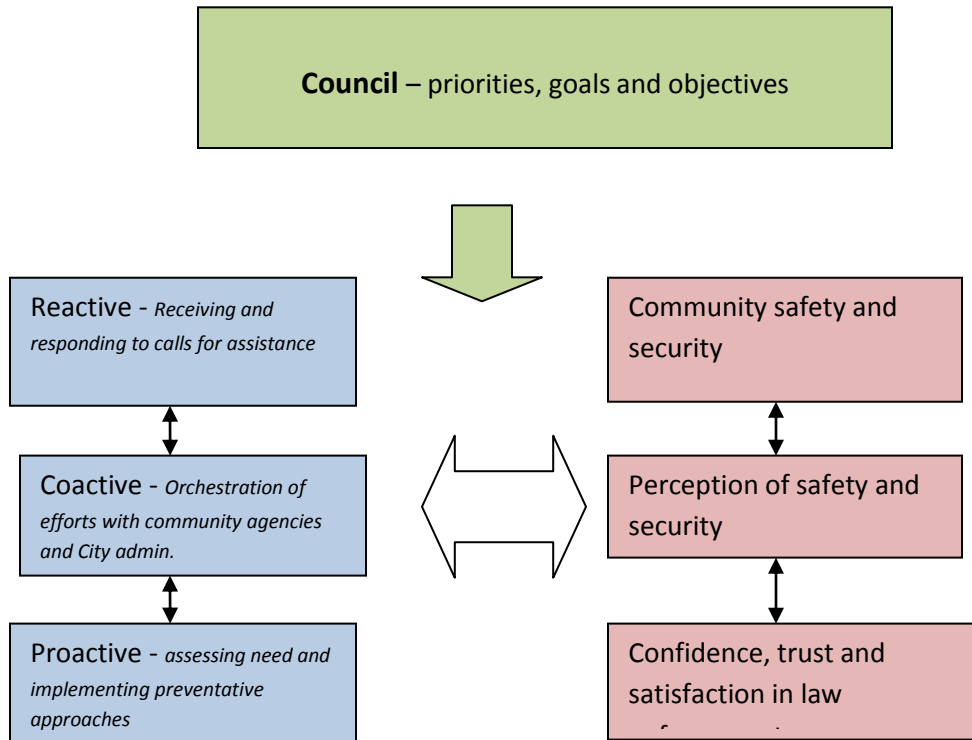 Council – priorities, goals and objectives
Reactive - Receiving and
responding to calls for assistance
Coactive - Orchestration of
efforts with community agencies
and City admin.
Proactive - assessing need and
implementing preventative
approaches
Community safety and
security
Perception of safety and
security
Confidence, trust and
satisfaction in law